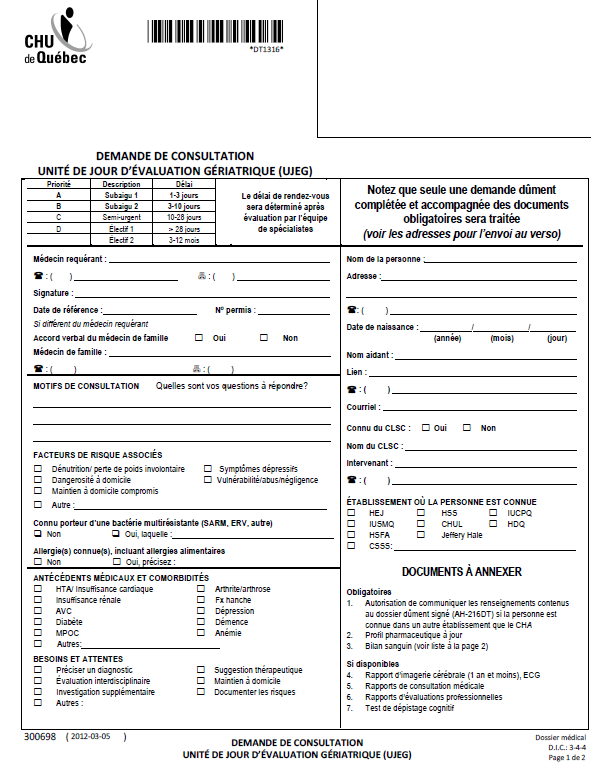 CHU
de Québec
*DT1316*
DEMANDE DE CONSULTATION
UNITÉ DE JOUR D'ÉVALUATION GÉRIATRIQUE (UJEG)
Priorité Description Délai
A Subaigu 1 1-3 jours
B Subaigu 2 3-10 jours
C Semi-urgent 10-28 jours
D Électif 1 > 28 jours
Électif 2 3-12 mois
Le délai de rendez-vous
sera déterminé après
évaluation par l'équipe
de spécialistes
Notez que seule une demande dûment
complétée et accompagnée des documents
obligatoires sera traitée
(voir les adresses pour l'envoi au verso)
Médecin requérant :
☎ : ( ) 🖷 : ( )
Signature :
Date de référence : N° permis :
Si différent du médecin requérant
Accord verbal du médecin de famille ☐ Oui ☐ Non
Médecin de famille :
☎ : ( ) 🖷 : ( )
MOTIFS DE CONSULTATION Quelles sont vos questions à répondre?
FACTEURS DE RISQUE ASSOCIÉS
☐ Dénutrition/ perte de poids involontaire ☐ Symptômes dépressifs
☐ Dangerosité à domicile ☐ Vulnérabilité/abus/négligence
☐ Maintien à domicile compromis
☐ Autre :
Connu porteur d'une bactérie multirésistante (SARM, ERV, autre)
❑ Non ❑ Oui, laquelle :
Allergie(s) connue(s), incluant allergies alimentaires
☐ Non ☐ Oui, précisez :
ANTÉCÉDENTS MÉDICAUX ET COMORBIDITÉS
☐ HTA/ Insuffisance cardiaque ☐ Arthrite/arthrose
☐ Insuffisance rénale ☐ Fx hanche
☐ AVC ☐ Dépression
☐ Diabète ☐ Démence
☐ MPOC ☐ Anémie
☐ Autres:
BESOINS ET ATTENTES
☐ Préciser un diagnostic ☐ Suggestion thérapeutique
☐ Évaluation interdisciplinaire ☐ Maintien à domicile
☐ Investigation supplémentaire ☐ Documenter les risques
☐ Autres :
Nom de la personne :
Adresse :
☎: ( )
Date de naissance : / /
(année) (mois) (jour)
Nom aidant :
Lien :
☎ : ( )
Courriel :
Connu du CLSC : ☐ Oui ☐ Non
Nom du CLSC :
Intervenant :
☎ : ( )
ÉTABLISSEMENT OÙ LA PERSONNE EST CONNUE
☐ HEJ ☐ HSS ☐ IUCPQ
☐ IUSMQ ☐ CHUL ☐ HDQ
☐ HSFA ☐ Jeffery Hale
☐ CSSS:
DOCUMENTS À ANNEXER
Obligatoires
1. Autorisation de communiquer les renseignements contenus
au dossier dûment signé (AH-216DT) si la personne est
connue dans un autre établissement que le CHA
2. Profil pharmaceutique à jour
3. Bilan sanguin (voir liste à la page 2)
Si disponibles
4. Rapport d'imagerie cérébrale (1 an et moins), ECG
5. Rapports de consultation médicale
6. Rapports d'évaluations professionnelles
7. Test de dépistage cognitif
300698 ( 2012-03-05 )
DEMANDE DE CONSULTATION
UNITÉ DE JOUR D'ÉVALUATION GÉRIATRIQUE (UJEG)
Dossier médical
D.I.C.: 3-4-4
Page 1 de 2